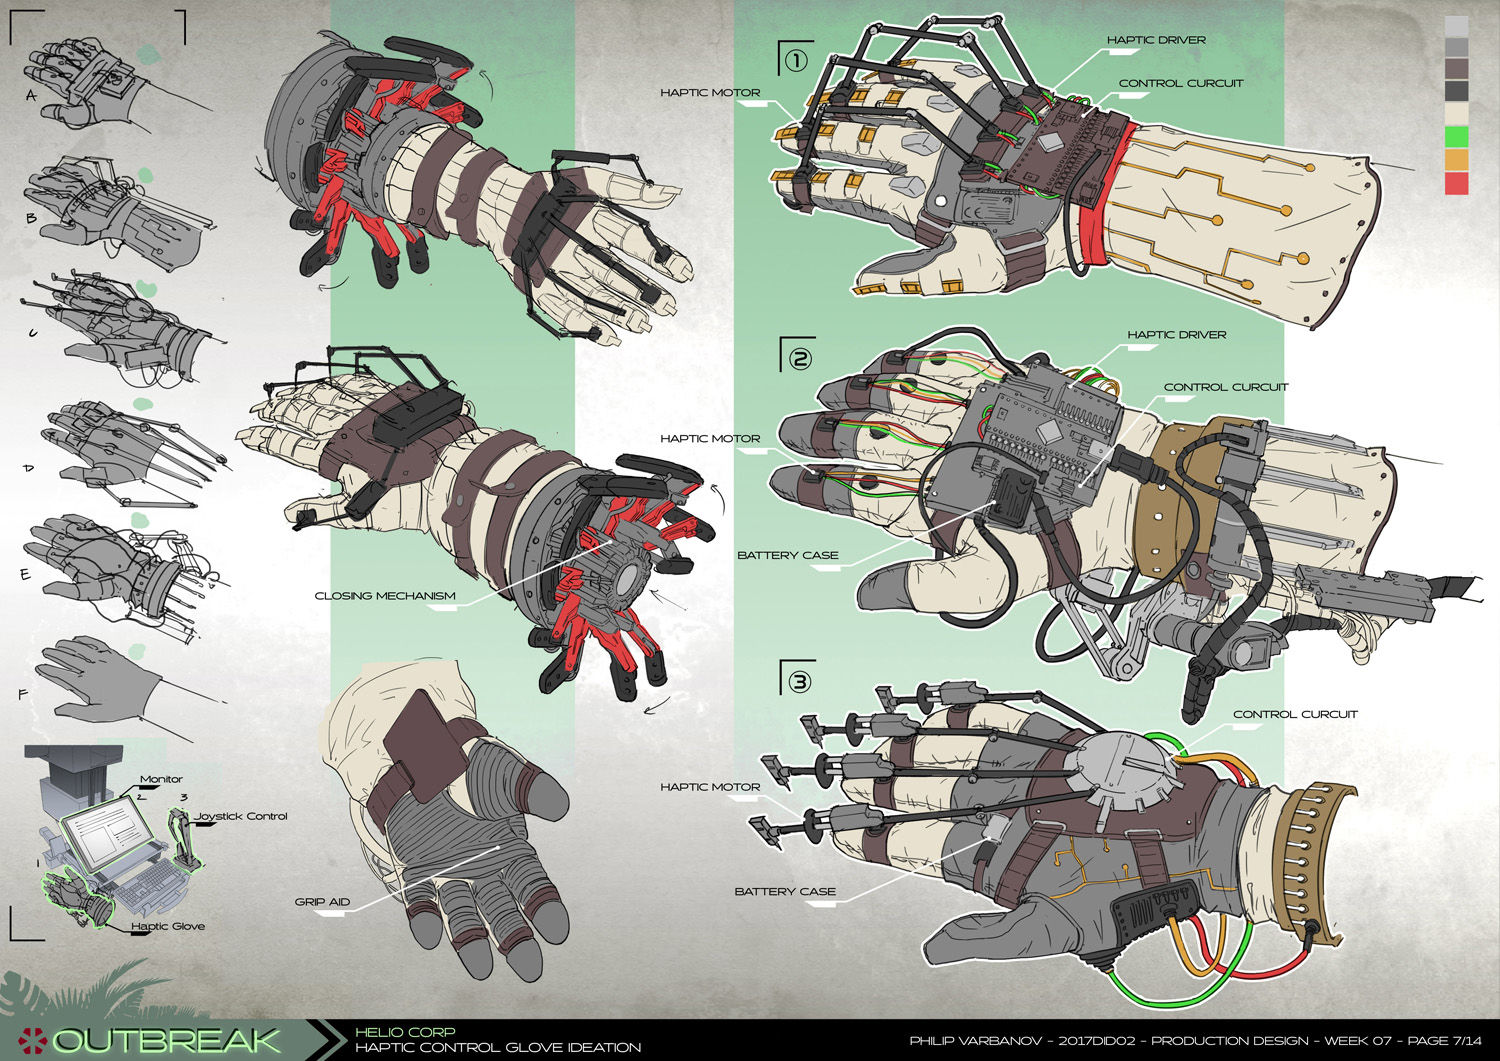 A
B
C
D
E
F
Monitor
2
3
Joystick Control
1
Haptic Glove
CLOSING MECHANISM
GRIP AID
1
HAPTIC DRIVER
CONTROL CURCUIT
HAPTIC MOTOR
2
HAPTIC DRIVER
CONTROL CURCUIT
HAPTIC MOTOR
BATTERY CASE
3
CONTROL CURCUIT
HAPTIC MOTOR
BATTERY CASE
OUTBREAK
HELIO CORP
HAPTIC CONTROL GLOVE IDEATION
PHILIP VARBANOV - 2017DID02 - PRODUCTION DESIGN - WEEK 07 - PAGE 7/14